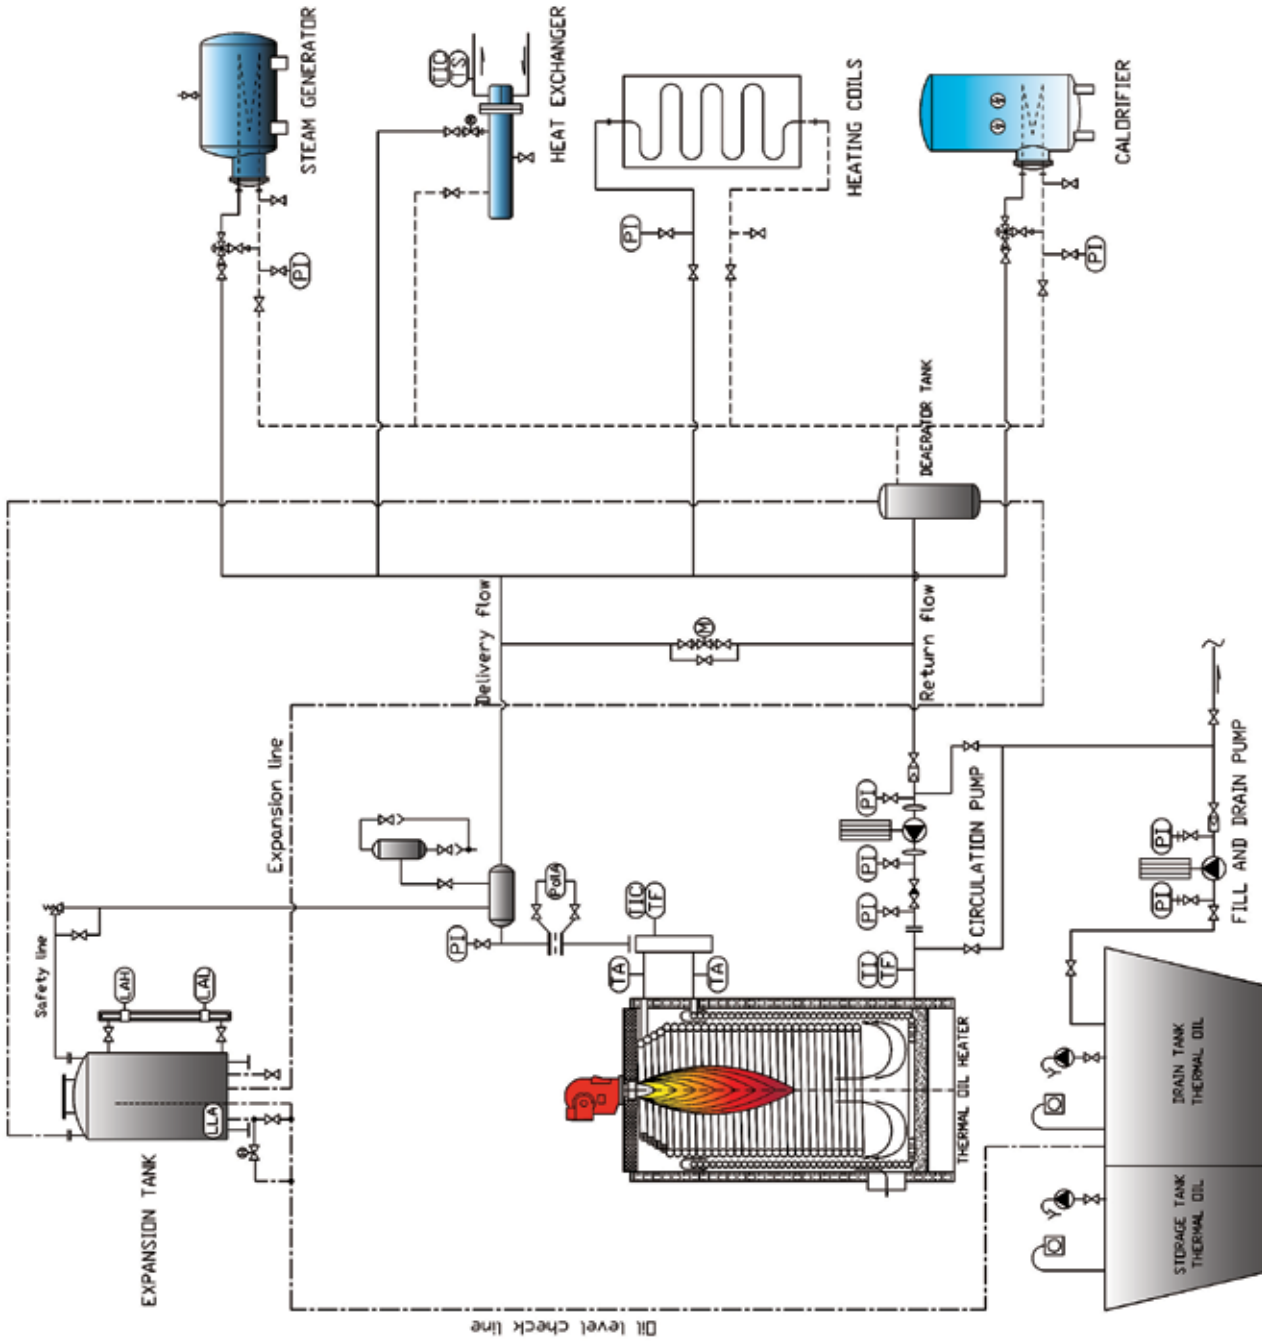 STEAM GENERATOR
TIC
TS
HEAT EXCHANGER
HEATING COILS
CALORIFIER
PI
PI
PI
DEAERATOR TANK
Delivery flow
M
Return flow
Expansion line
Safety line
LAH
LAL
LLA
EXPANSION TANK
PI
PdIA
TIC
TF
TA
TA
PI
PI
PI
CIRCULATION PUMP
TI
TF
THERMAL OIL HEATER
PI
PI
FILL AND DRAIN PUMP
DRAIN TANK
THERMAL OIL
STORAGE TANK
THERMAL OIL
Oil level check line